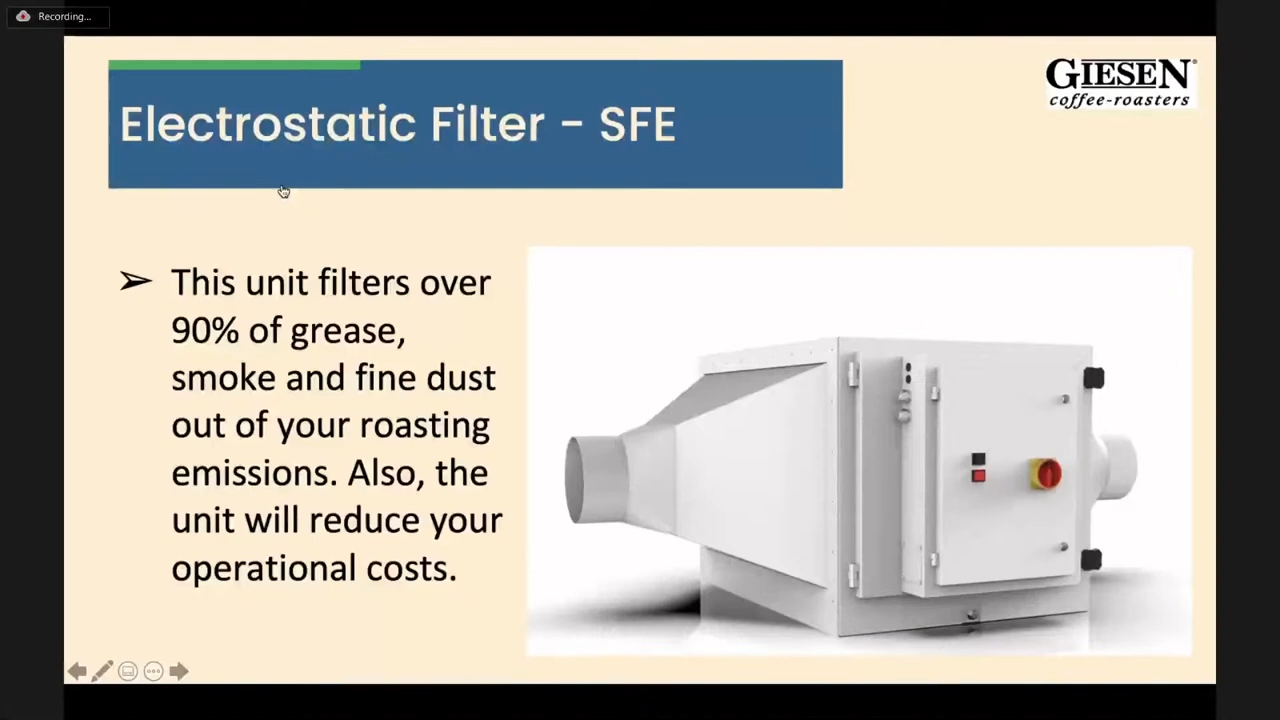 Recording...
GIESEN
coffee-roasters
Electrostatic Filter - SFE
➢ This unit filters over
90% of grease,
smoke and fine dust
out of your roasting
emissions. Also, the
unit will reduce your
operational costs.